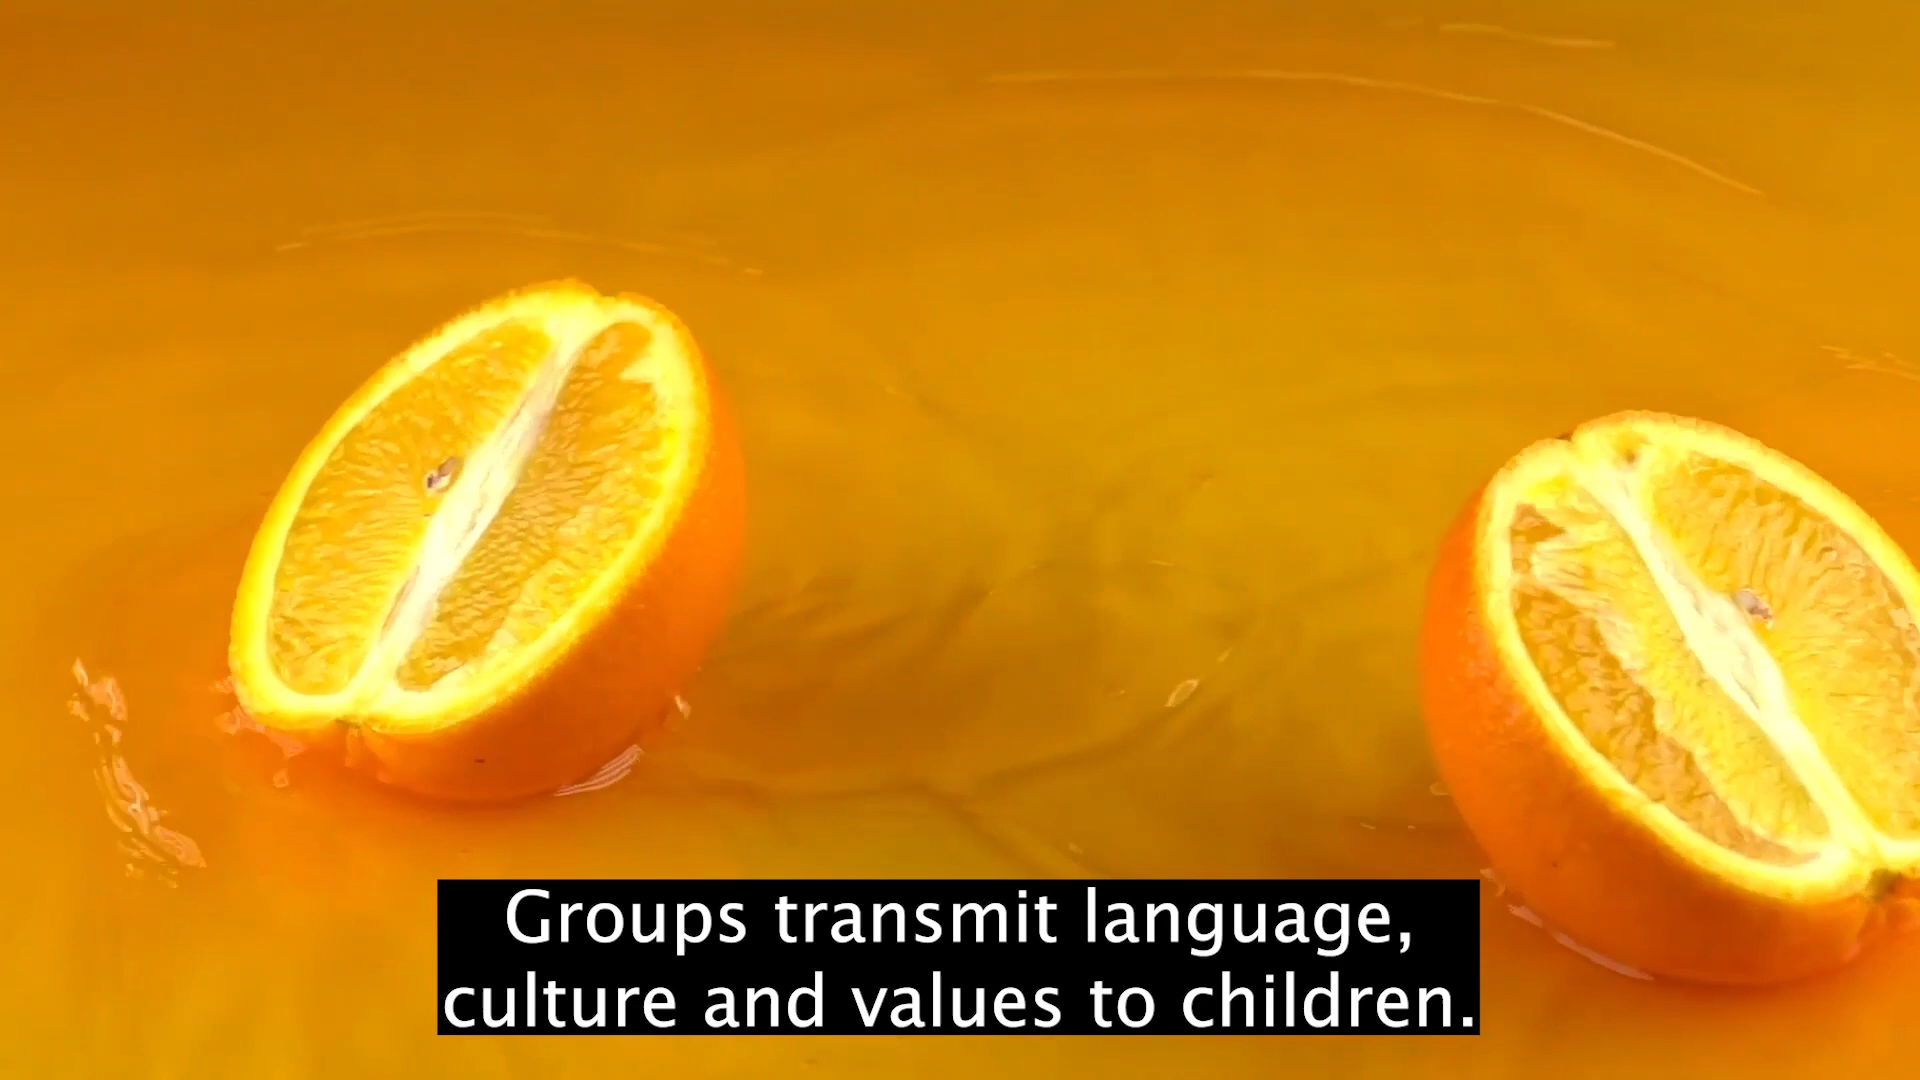 Groups transmit language,
culture and values to children.